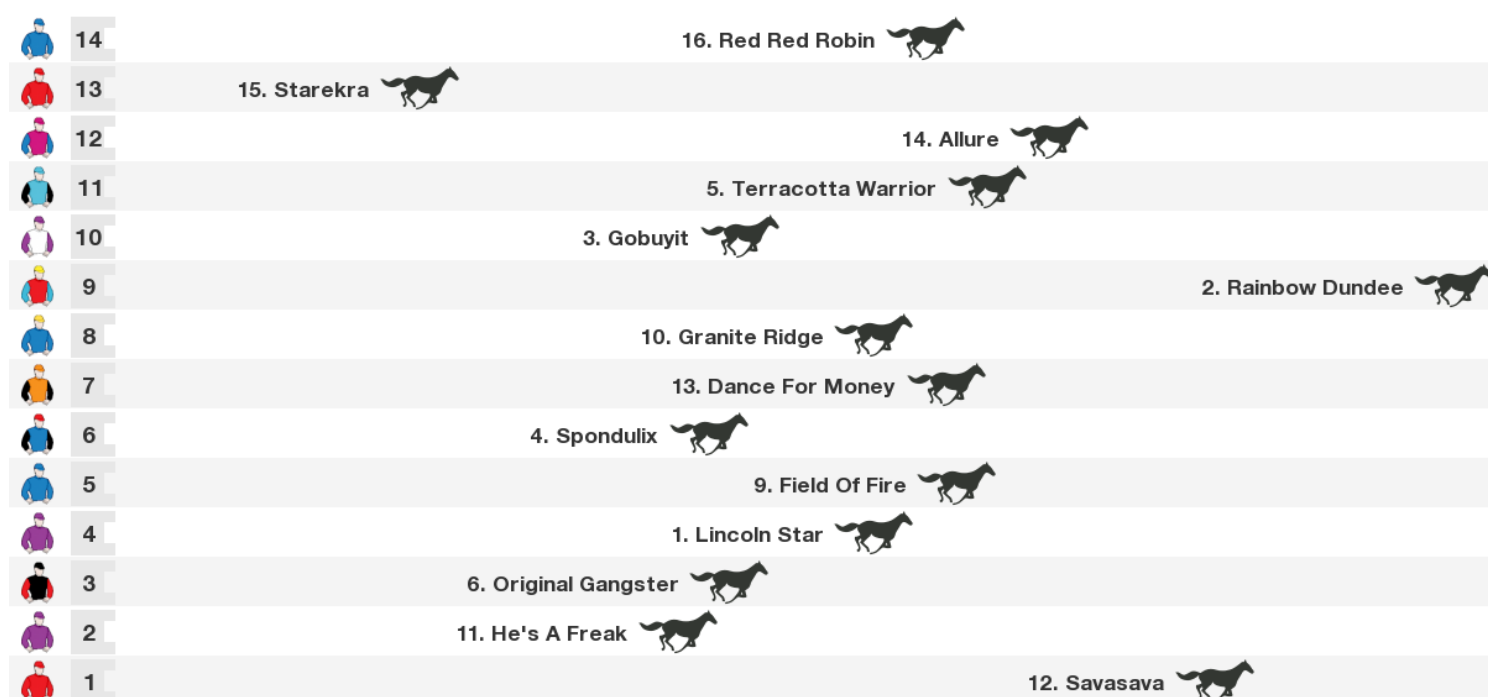 14 16. Red Red Robin
13 15. Starekra
12 14. Allure
11 5. Terracotta Warrior
10 3. Gobuyit
9 2. Rainbow Dundee
8 10. Granite Ridge
7 13. Dance For Money
6 4. Spondulix
5 9. Field Of Fire
4 1. Lincoln Star
3 6. Original Gangster
2 11. He's A Freak
1 12. Savasava